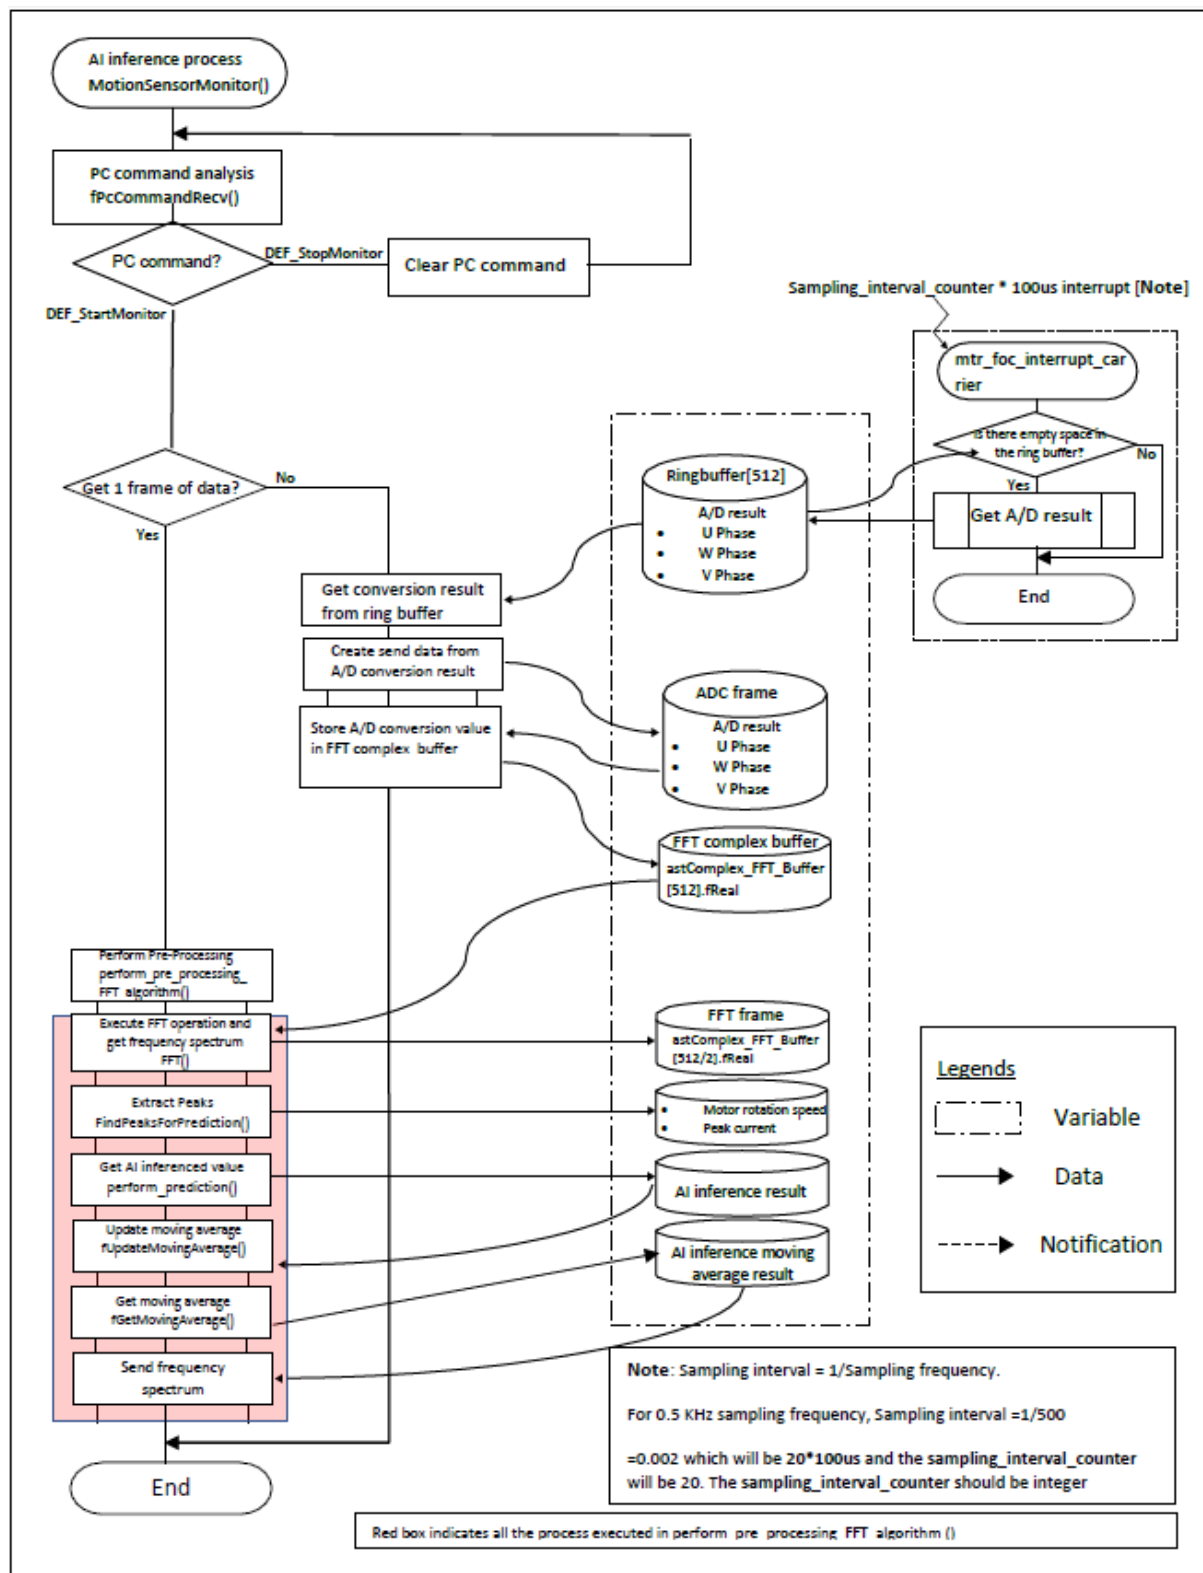 AI inference process
MotionSensorMonitor()
PC command analysis
fPcCommandRecv()
PC command?
DEF_StopMonitor
Clear PC command
DEF_StartMonitor
Sampling_interval_counter * 100us interrupt [Note]
mtr_foc_interrupt_car
rier
Is there empty space in
the ring buffer?
No
Yes
Get A/D result
End
Get 1 frame of data?
No
Yes
Ringbuffer[512]
A/D result
• U Phase
• W Phase
• V Phase
Get conversion result
from ring buffer
Create send data from
A/D conversion result
Store A/D conversion value
in FFT complex buffer
ADC frame
A/D result
• U Phase
• W Phase
• V Phase
FFT complex buffer
astComplex_FFT_Buffer
[512].fReal
Perform Pre-Processing
perform_pre_processing_
FFT_algorithm()
Execute FFT operation and
get frequency spectrum
FFT()
FFT frame
astComplex_FFT_Buffer
[512/2].fReal
Extract Peaks
FindPeaksForPrediction()
• Motor rotation speed
• Peak current
Get AI inferenced value
perform_prediction()
AI inference result
Update moving average
fUpdateMovingAverage()
AI inference moving
average result
Get moving average
fGetMovingAverage()
Send frequency
spectrum
End
Legends
Variable
Data
Notification
Note: Sampling interval = 1/Sampling frequency.
For 0.5 KHz sampling frequency, Sampling interval =1/500
=0.002 which will be 20*100us and the sampling_interval_counter
will be 20. The sampling_interval_counter should be integer
Red box indicates all the process executed in perform_pre_processing_FFT_algorithm ()